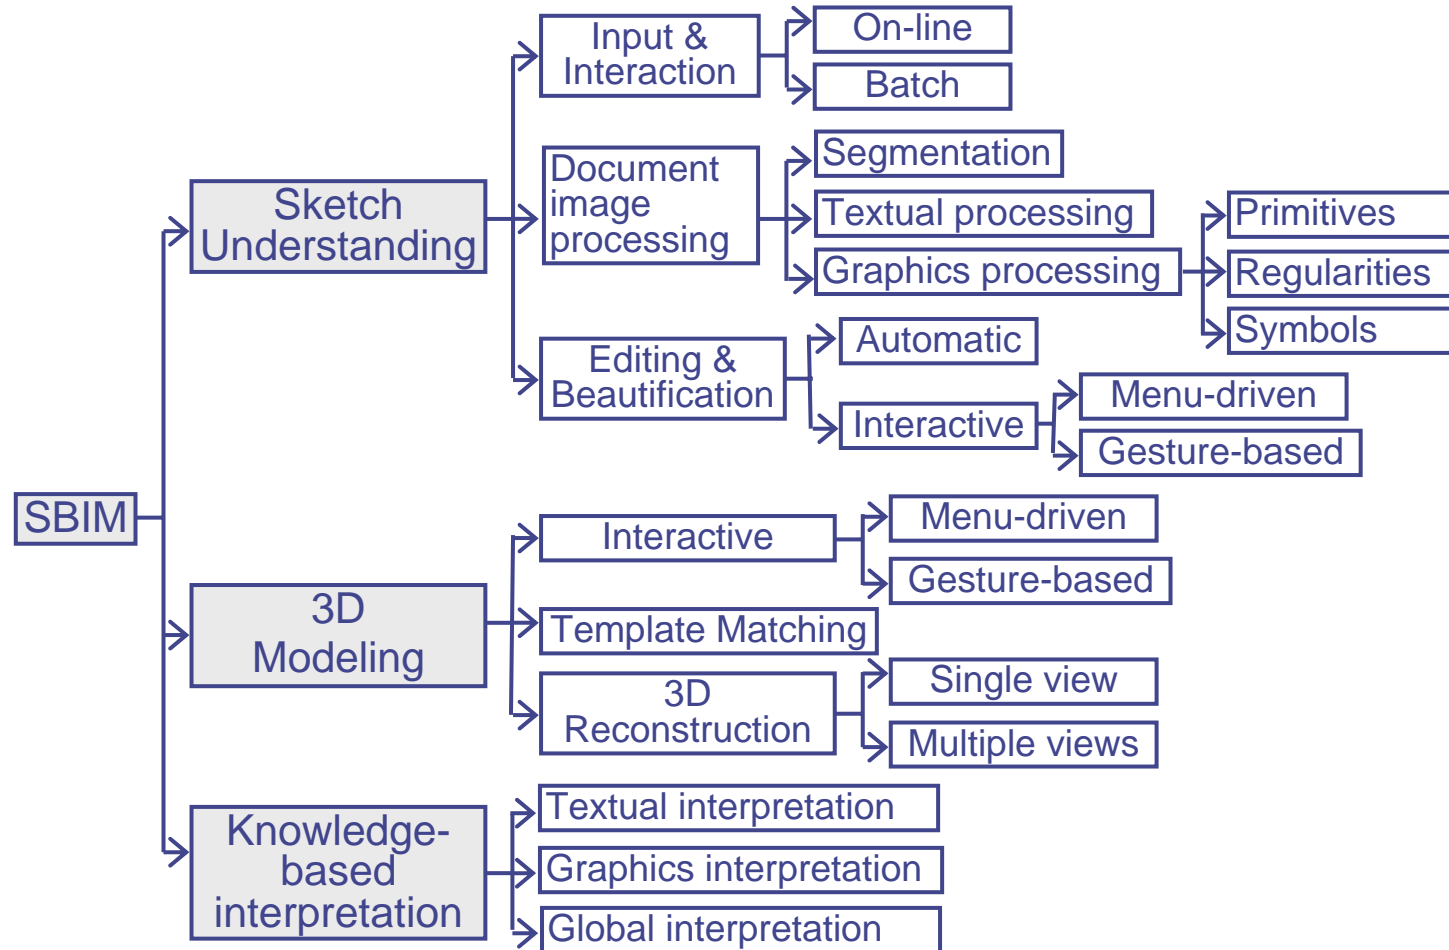 SBIM
Sketch
Understanding
Input &
Interaction
On-line
Batch
Document
image
processing
Segmentation
Textual processing
Graphics processing
Primitives
Regularities
Symbols
Editing &
Beautification
Automatic
Interactive
Menu-driven
Gesture-based
3D
Modeling
Interactive
Menu-driven
Gesture-based
Template Matching
3D
Reconstruction
Single view
Multiple views
Knowledge-
based
interpretation
Textual interpretation
Graphics interpretation
Global interpretation